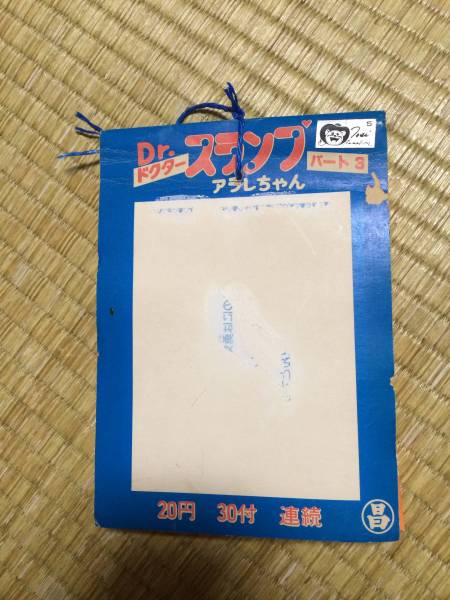 Dr.
ドクター
スランプ
アラレちゃん
パート3
S
20円 30付 連続
昌